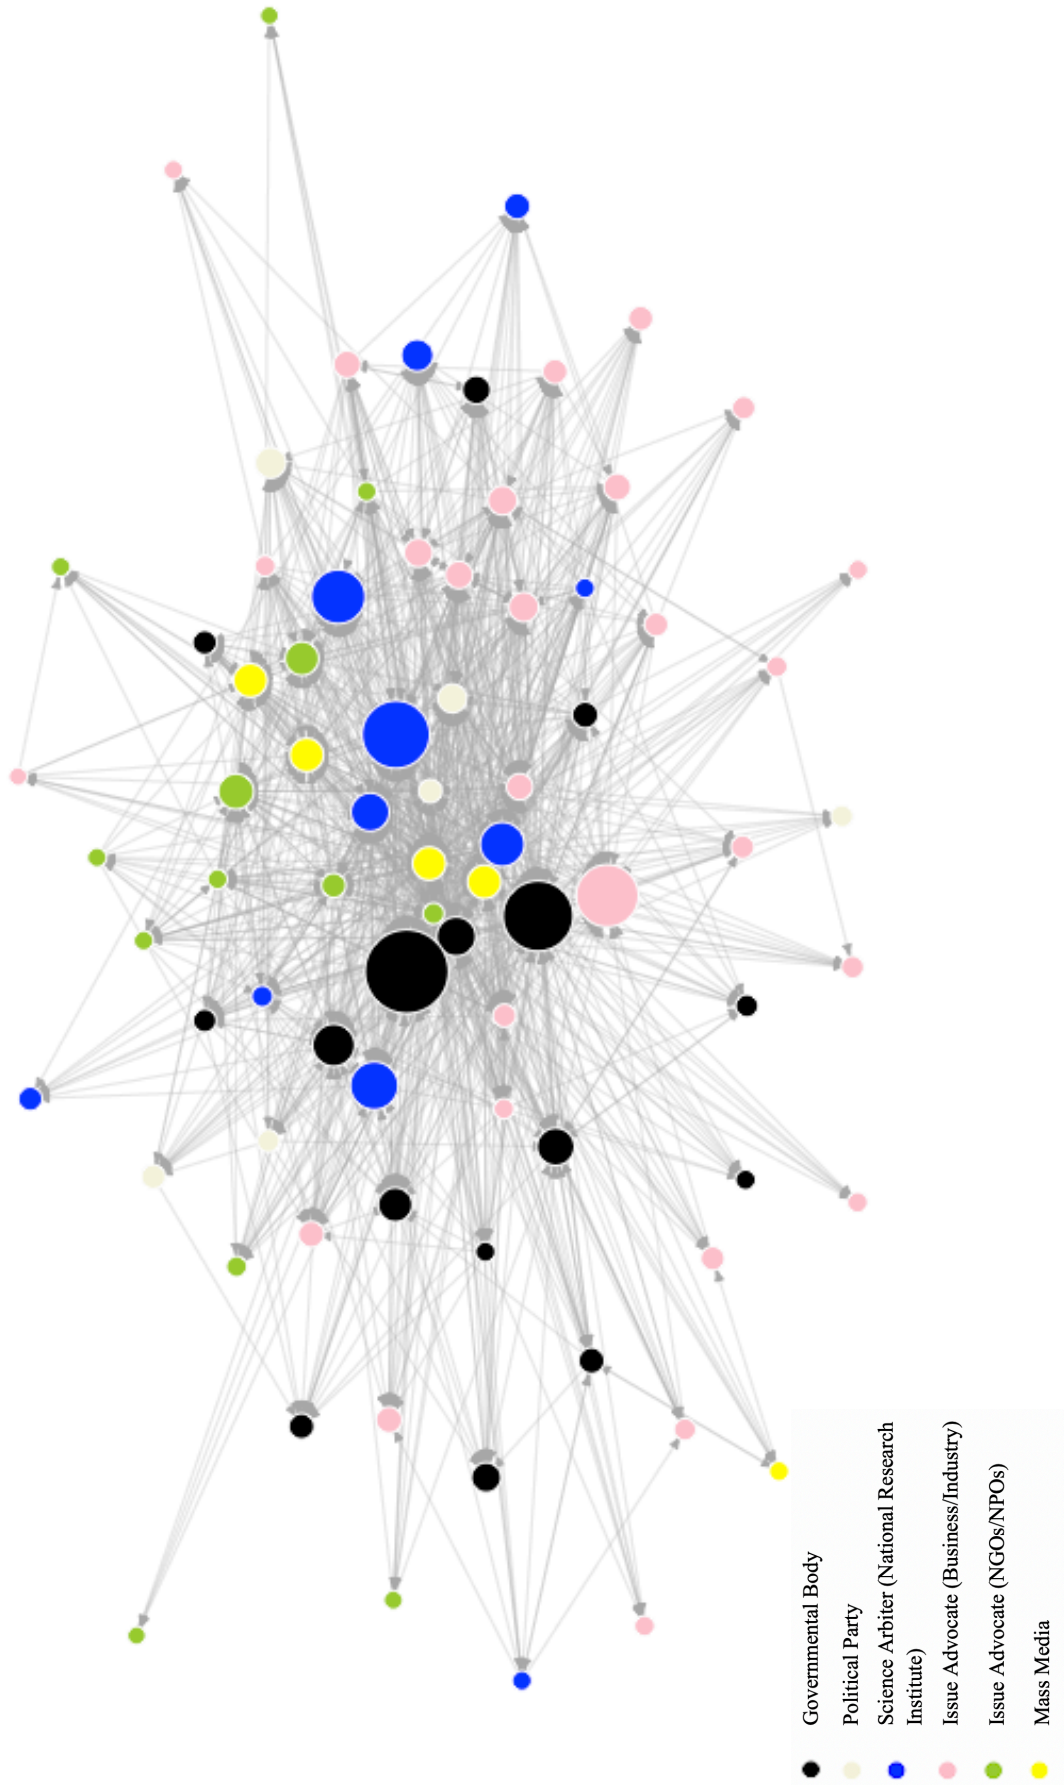 Governmental Body
Political Party
Science Arbiter (National Research
Institute)
Issue Advocate (Business/Industry)
Issue Advocate (NGOs/NPOs)
Mass Media